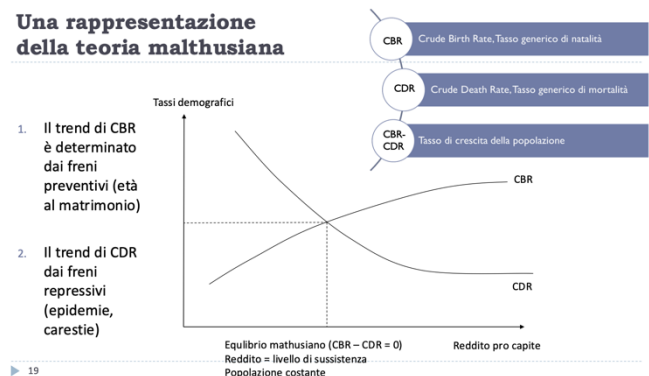 Una rappresentazione
della teoria malthusiana
CBR
Crude Birth Rate, Tasso generico di natalità
CDR
Crude Death Rate, Tasso generico di mortalità
CBR-
CDR
Tasso di crescita della popolazione
1. Il trend di CBR
è determinato
dai freni
preventivi (età
al matrimonio)
2. Il trend di CDR
dai freni
repressivi
(epidemie,
carestie)
Tassi demografici
CBR
CDR
Equlibrio mathusiano (CBR – CDR = 0)
Reddito = livello di sussistenza
Popolazione costante
Reddito pro capite
19